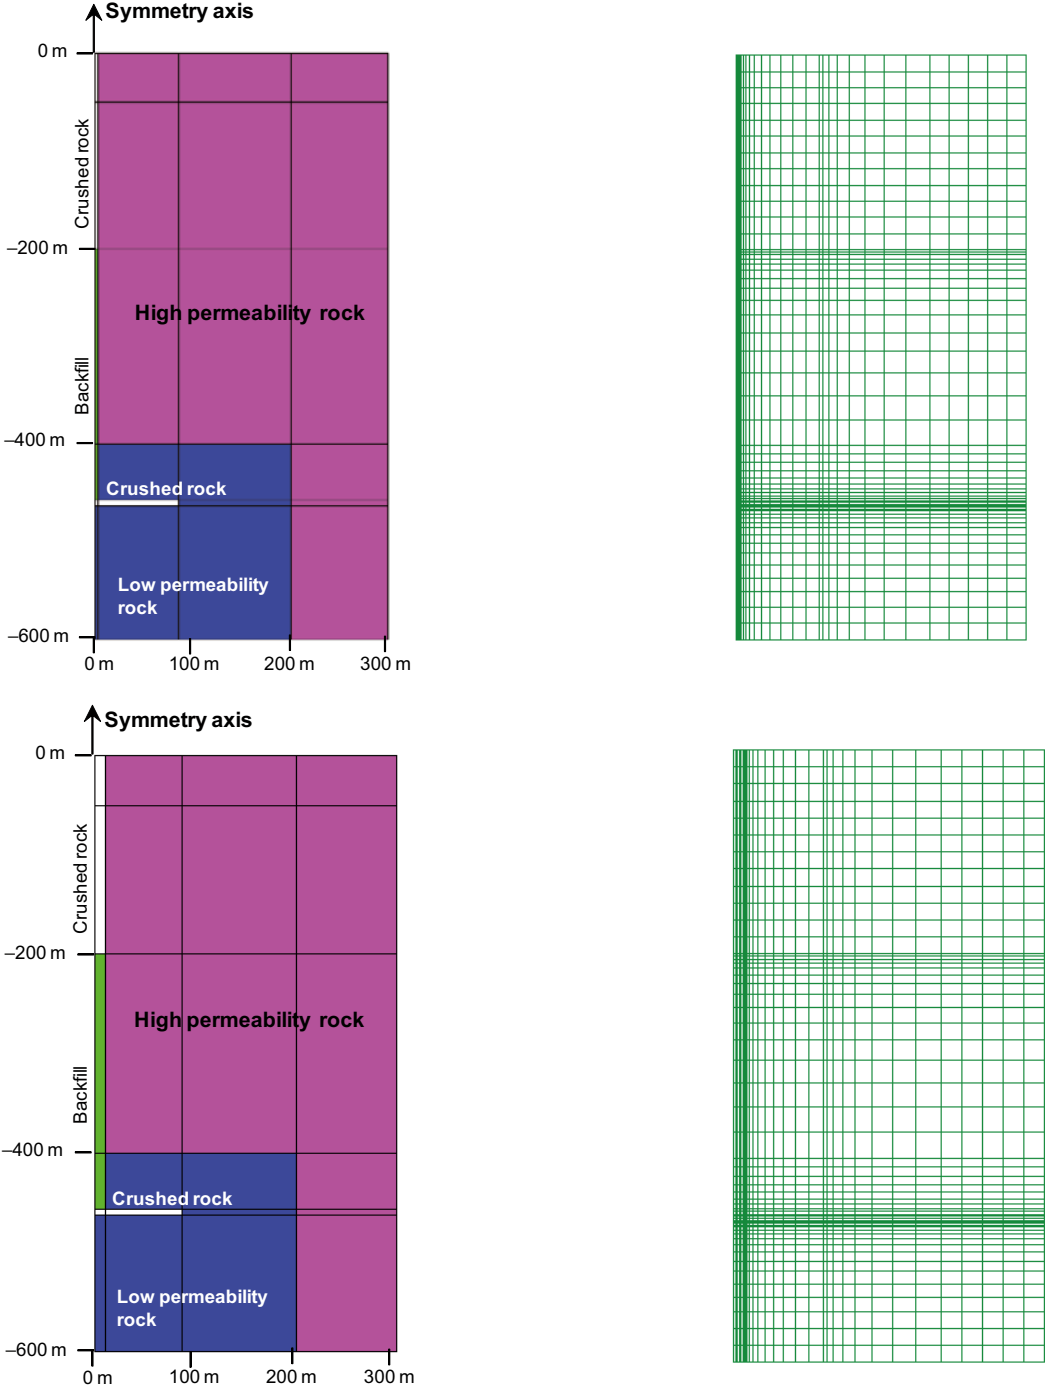 Symmetry axis
0 m
Crushed rock
–200 m
High permeability rock
Backfill
–400 m
Crushed rock
Low permeability
rock
–600 m
0 m 100 m 200 m 300 m
Symmetry axis
0 m
Crushed rock
–200 m
High permeability rock
Backfill
–400 m
Crushed rock
Low permeability
rock
–600 m
0 m 100 m 200 m 300 m